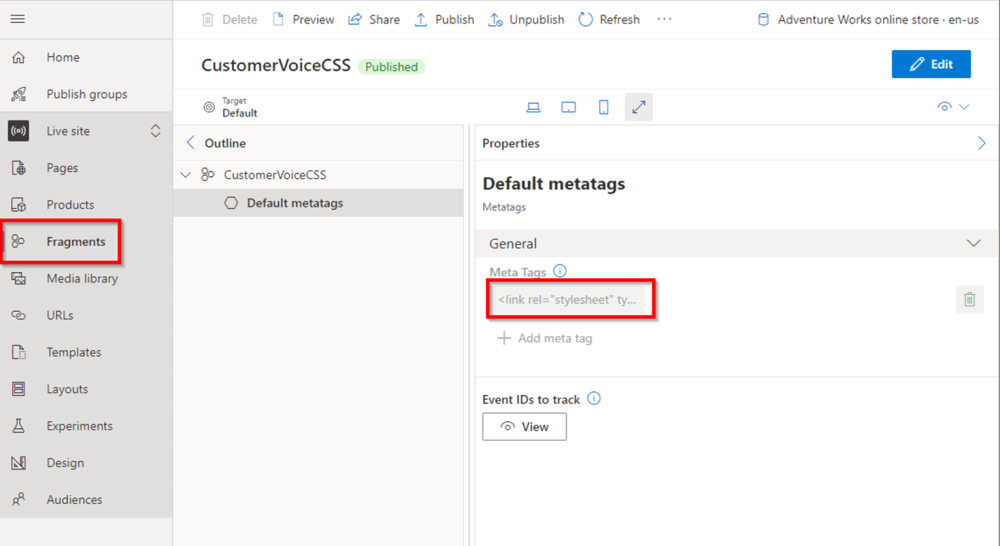 Delete
Preview
Share
Publish
Unpublish
Refresh
···
Adventure Works online store · en-us
CustomerVoiceCSS
Published
Edit
Target
Default
Home
Publish groups
Live site
Pages
Products
Fragments
Media library
URLs
Templates
Layouts
Experiments
Design
Audiences
Outline
CustomerVoiceCSS
Default metatags
Properties
Default metatags
Metatags
General
Meta Tags
<link rel="stylesheet" ty...
Add meta tag
Event IDs to track
View